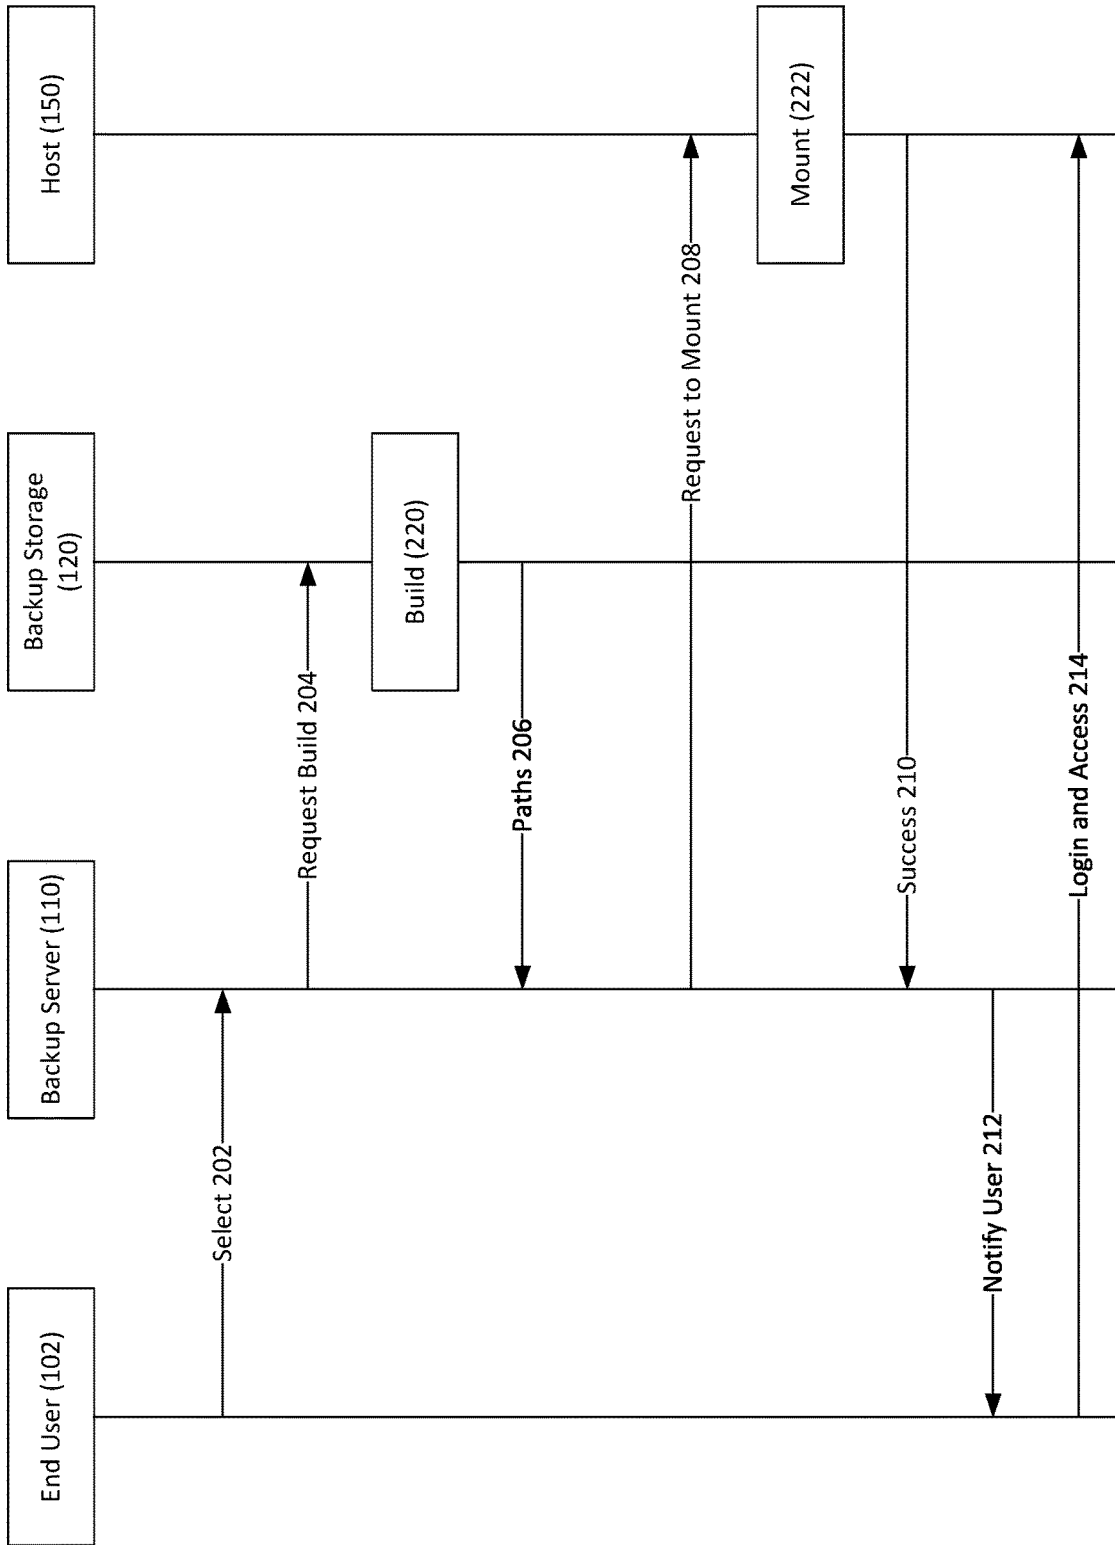 End User (102)
Backup Server (110)
Backup Storage
(120)
Host (150)
Select 202
Request Build 204
Build (220)
Paths 206
Request to Mount 208
Mount (222)
Success 210
Notify User 212
Login and Access 214